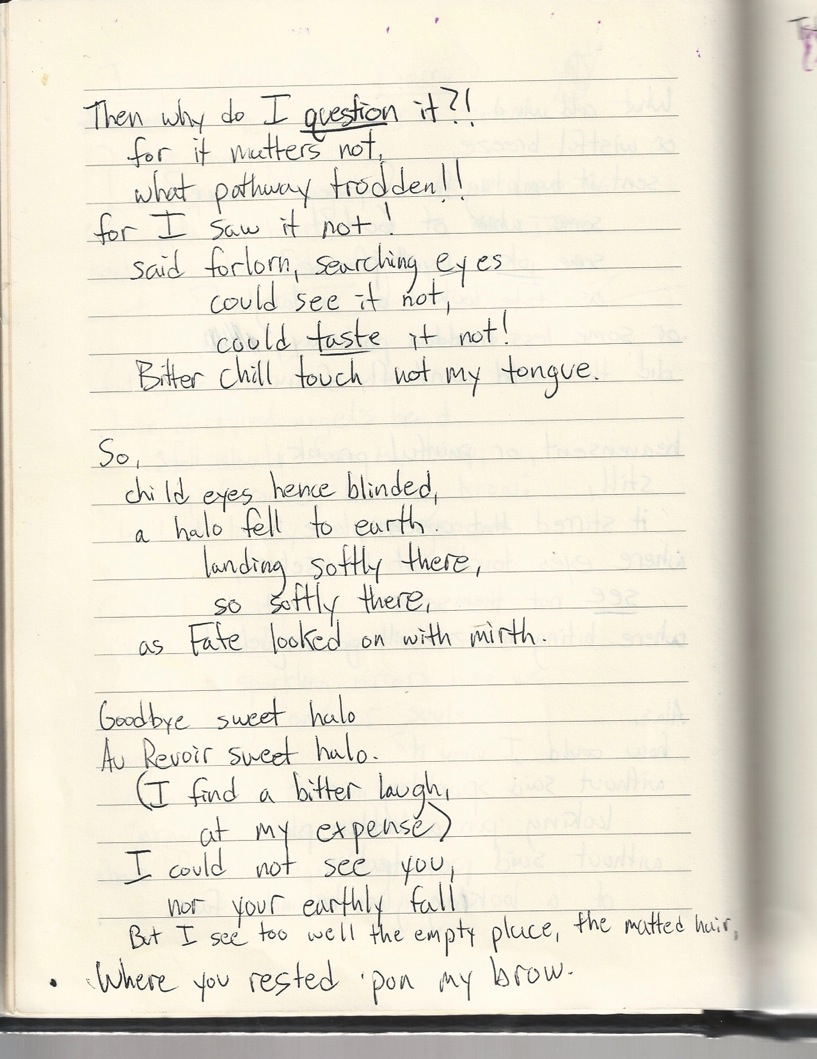 Then why do I question it?!
for it matters not,
what pathway trodden!!
for I saw it not!
said forlorn, searching eyes
could see it not,
could taste it not!
Bitter chill touch not my tongue.
So,
child eyes hence blinded,
a halo fell to earth
landing softly there,
so softly there,
as Fate looked on with mirth.
Goodbye sweet halo
Au Revoir sweet halo.
(I find a bitter laugh,
at my expense)
I could not see you,
nor your earthly fall
But I see too well the empty place, the matted hair,
Where you rested 'pon my brow.